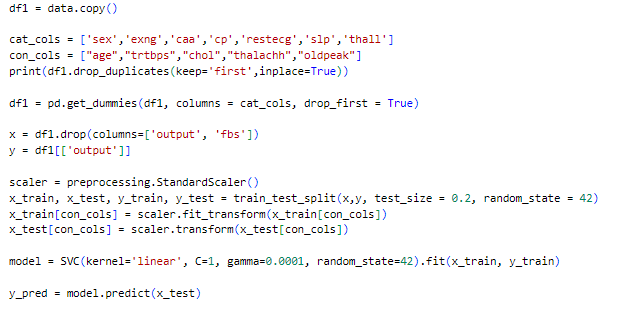 df1 = data.copy()
cat_cols = ['sex','exng','caa','cp','restecg','slp','thall']
con_cols = ["age","trtbps","chol","thalachh","oldpeak"]
print(df1.drop_duplicates(keep='first',inplace=True))
df1 = pd.get_dummies(df1, columns = cat_cols, drop_first = True)
x = df1.drop(columns=['output', 'fbs'])
y = df1[['output']]
scaler = preprocessing.StandardScaler()
x_train, x_test, y_train, y_test = train_test_split(x,y, test_size = 0.2, random_state = 42)
x_train[con_cols] = scaler.fit_transform(x_train[con_cols])
x_test[con_cols] = scaler.transform(x_test[con_cols])
model = SVC(kernel='linear', C=1, gamma=0.0001, random_state=42).fit(x_train, y_train)
y_pred = model.predict(x_test)